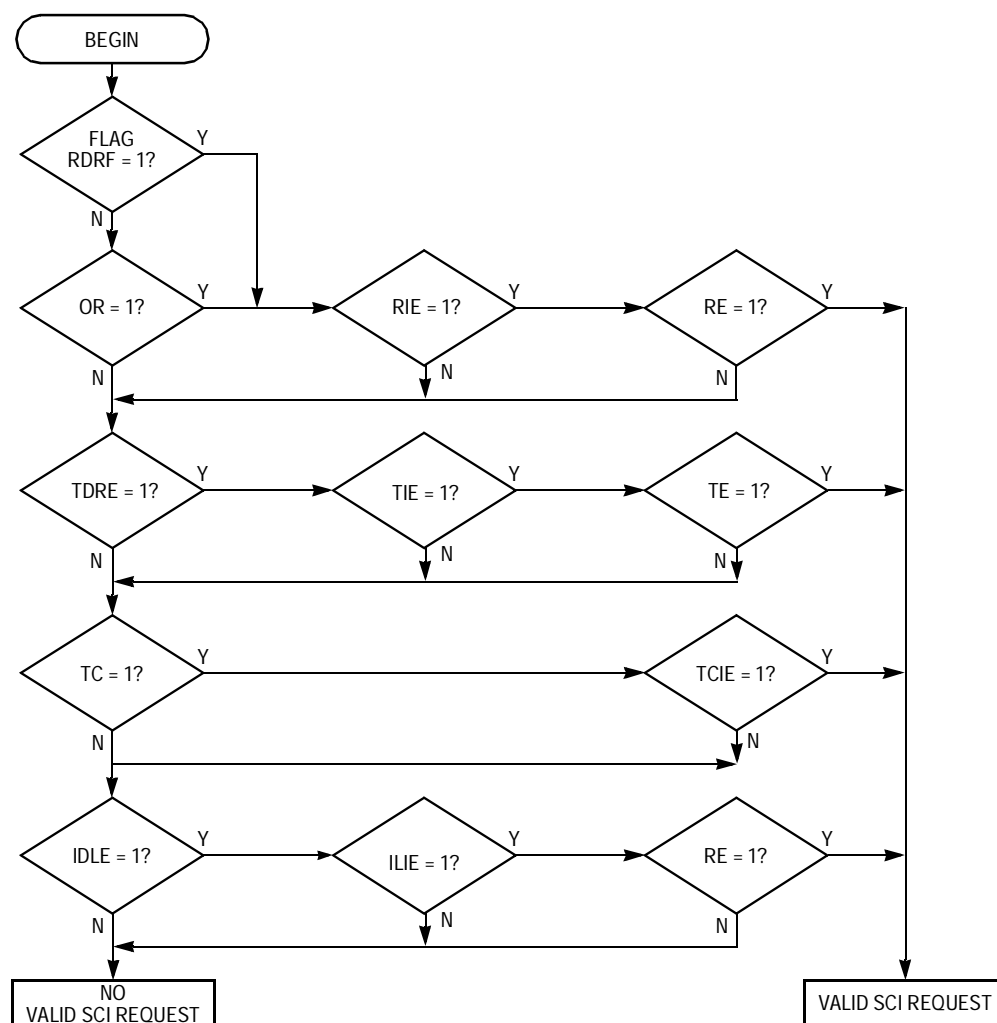 BEGIN
FLAG
RDRF = 1?
Y
N
OR = 1?
Y
RIE = 1?
Y
RE = 1?
Y
N
N
N
TDRE = 1?
Y
TIE = 1?
Y
TE = 1?
Y
N
N
N
TC = 1?
Y
TCIE = 1?
Y
N
N
IDLE = 1?
Y
ILIE = 1?
Y
RE = 1?
Y
N
N
N
NO
VALID SCI REQUEST
VALID SCI REQUEST